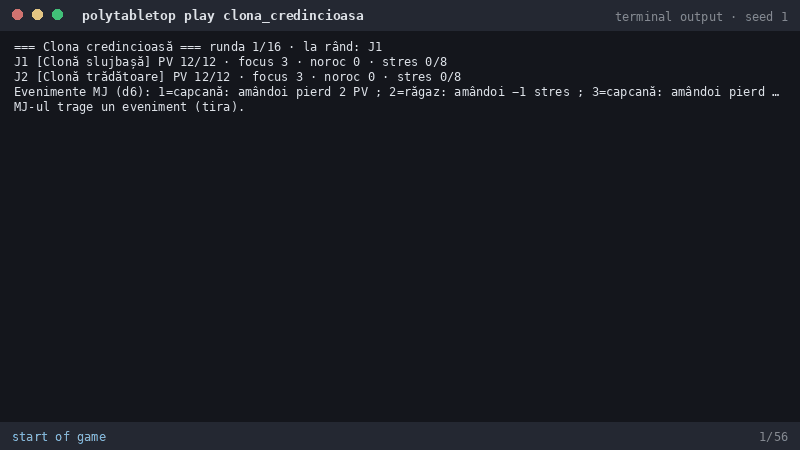 polytabletop play clona_credincioasa
terminal output · seed 1
=== Clona credincioasă === runda 1/16 · la rând: J1
J1 [Clonă slujbașă] PV 12/12 · focus 3 · noroc 0 · stres 0/8
J2 [Clonă trădătoare] PV 12/12 · focus 3 · noroc 0 · stres 0/8
Evenimente MJ (d6): 1=capcană: amândoi pierd 2 PV ; 2=răgaz: amândoi −1 stres ; 3=capcană: amândoi pierd …
MJ-ul trage un eveniment (tira).
start of game
1/56